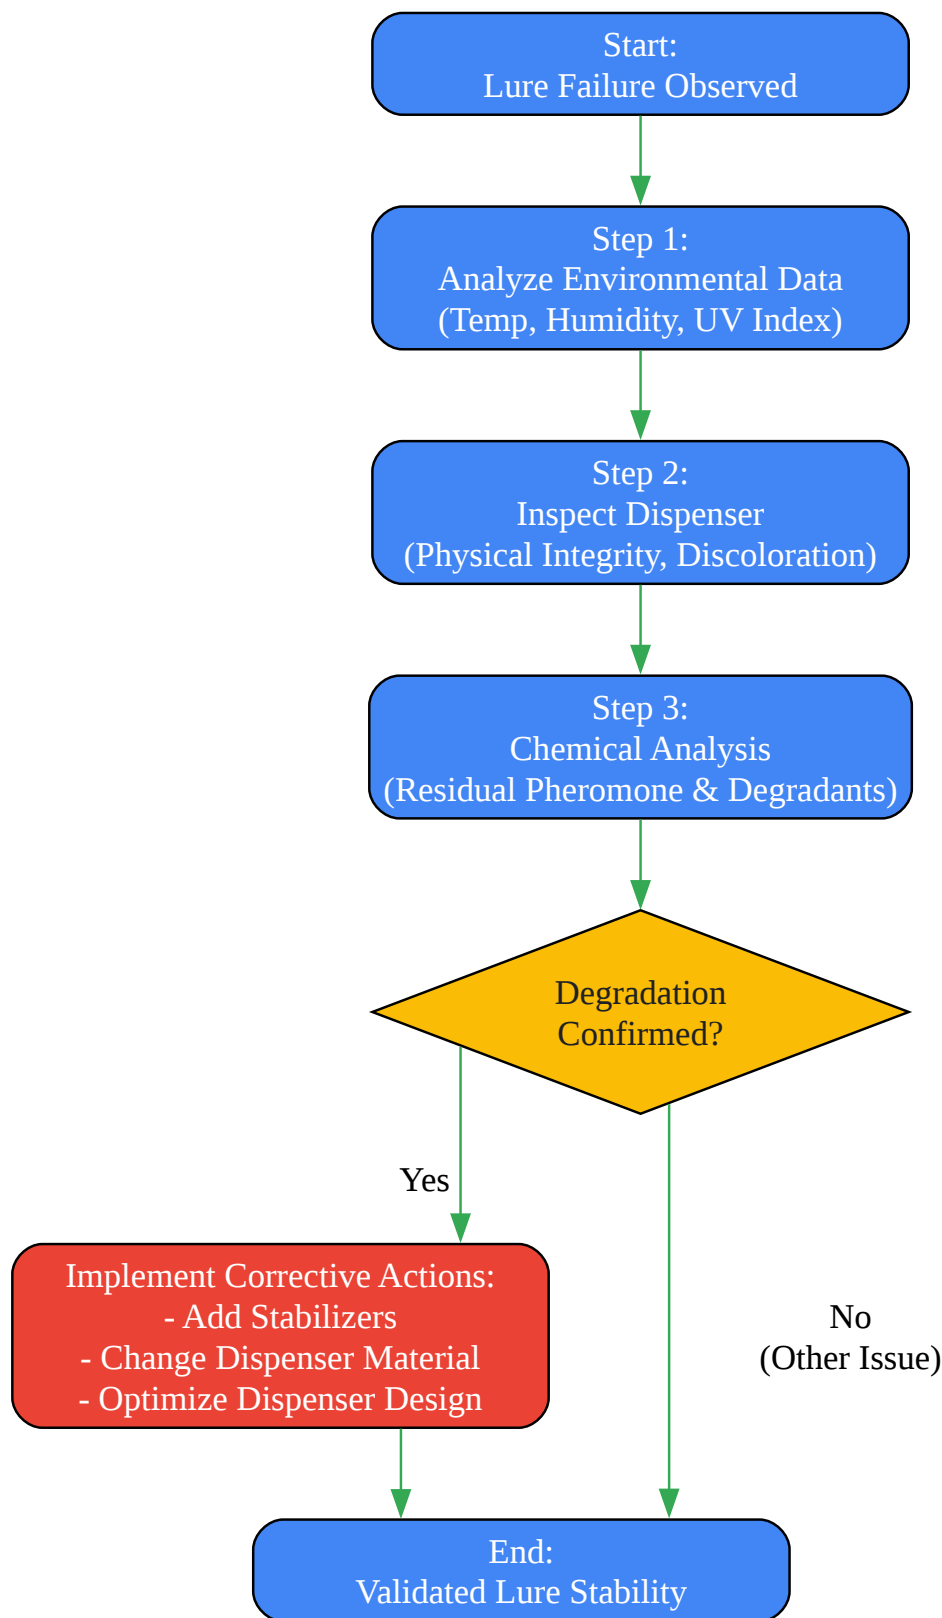 Start:
Lure Failure Observed
Step 1:
Analyze Environmental Data
(Temp, Humidity, UV Index)
Step 2:
Inspect Dispenser
(Physical Integrity, Discoloration)
Step 3:
Chemical Analysis
(Residual Pheromone & Degradants)
Degradation
Confirmed?
Yes
Implement Corrective Actions:
- Add Stabilizers
- Change Dispenser Material
- Optimize Dispenser Design
No
(Other Issue)
End:
Validated Lure Stability